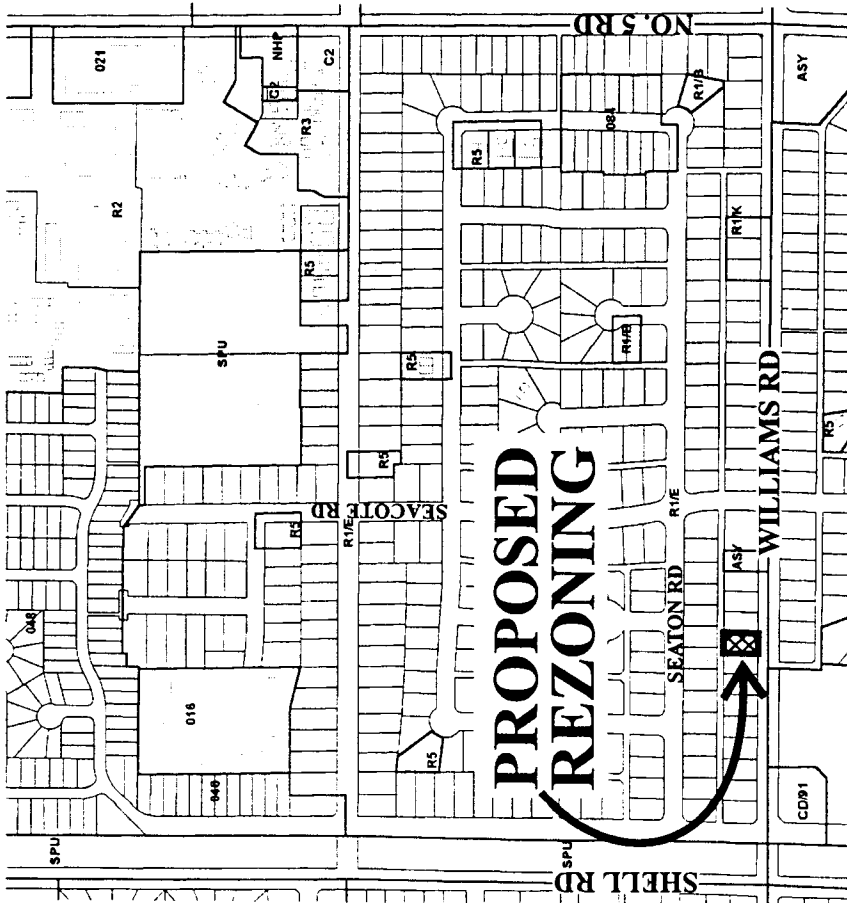 NO. 5 RD
021
NHP
C2
C2
ASY
R3
R1/B
084
R5
R2
R1/K
R5
SPU
R1/B
R5
WILLIAMS RD
R5
R5
SEACOTE RD
R1/E
R1/E
R5
PROPOSED
REZONING
ASY
SEATON RD
048
016
R5
048
CD/91
SPU
SPU
SHELL RD